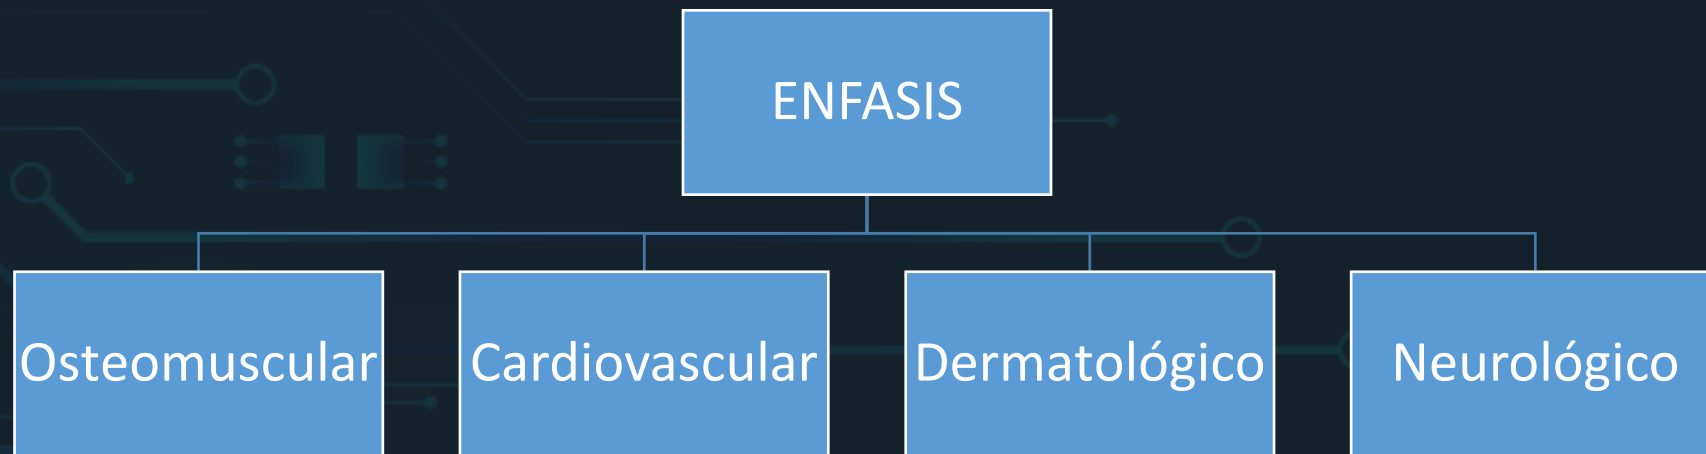 ENFASIS
Osteomuscular
Cardiovascular
Dermatológico
Neurológico